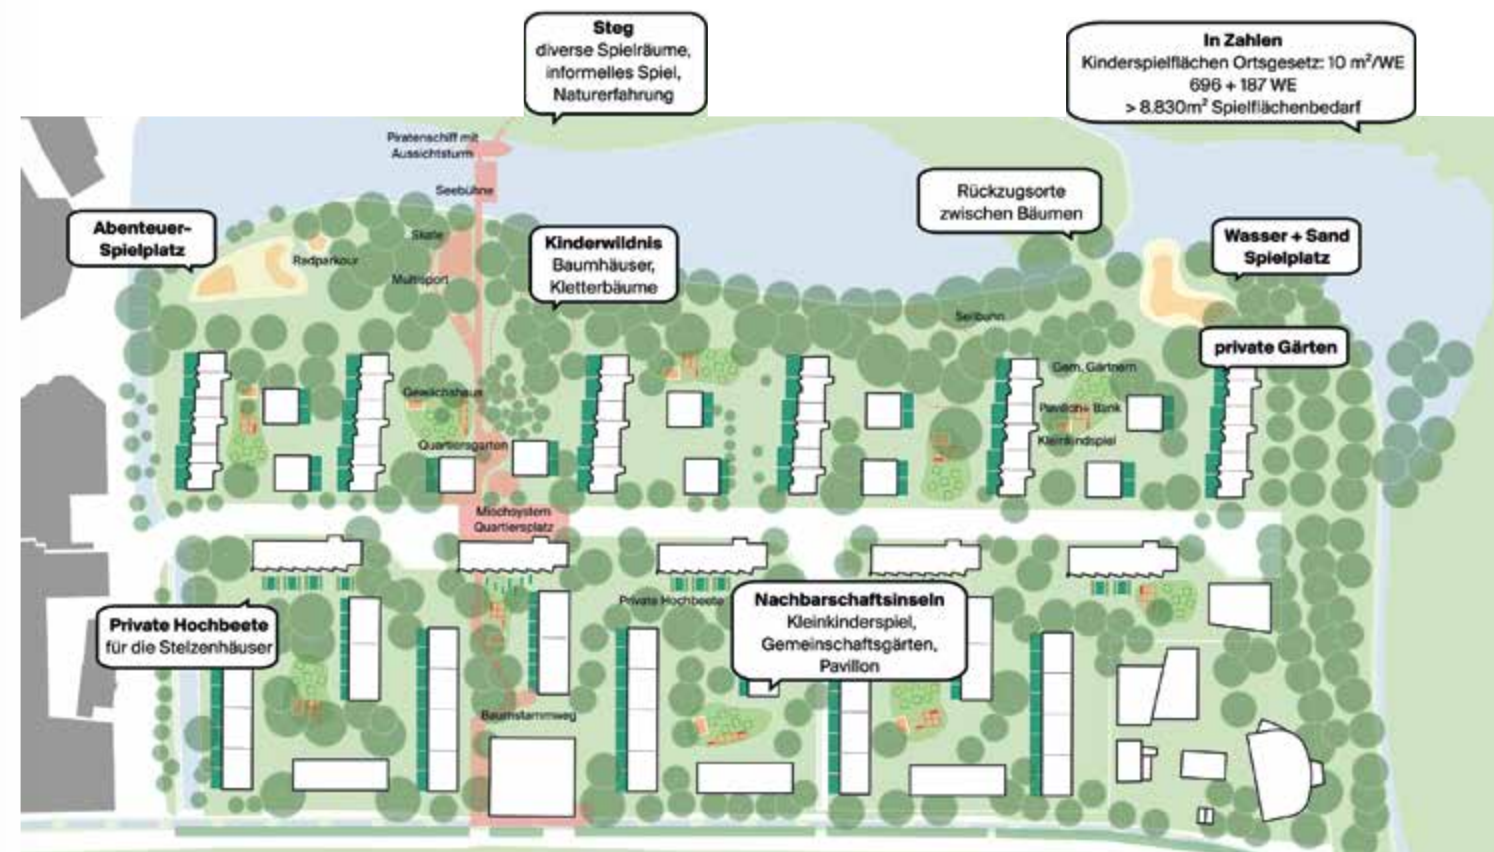 Steg
diverse Spielräume,
informelles Spiel,
Naturerfahrung
In Zahlen
Kinderspielflächen Ortsgesetz: 10 m²/WE
696 + 187 WE
> 8.830m² Spielflächenbedarf
Piratenschiff mit
Aussichtsturm
Seebühne
Rückzugsorte
zwischen Bäumen
Abenteuer-
Spielplatz
Skate
Radparkour
Multisport
Kinderwildnis
Baumhäuser,
Kletterbäume
Wasser + Sand
Spielplatz
Seilbahn
private Gärten
Gem. Gärtnern
Gewächshaus
Pavillon+ Bank
Quartiersgarten
Kleinkindspiel
Mischsystem
Quartiersplatz
Private Hochbeete
für die Stelzenhäuser
Private Hochbeete
Nachbarschaftsinseln
Kleinkinderspiel,
Gemeinschaftsgärten,
Pavillon
Baumstammweg